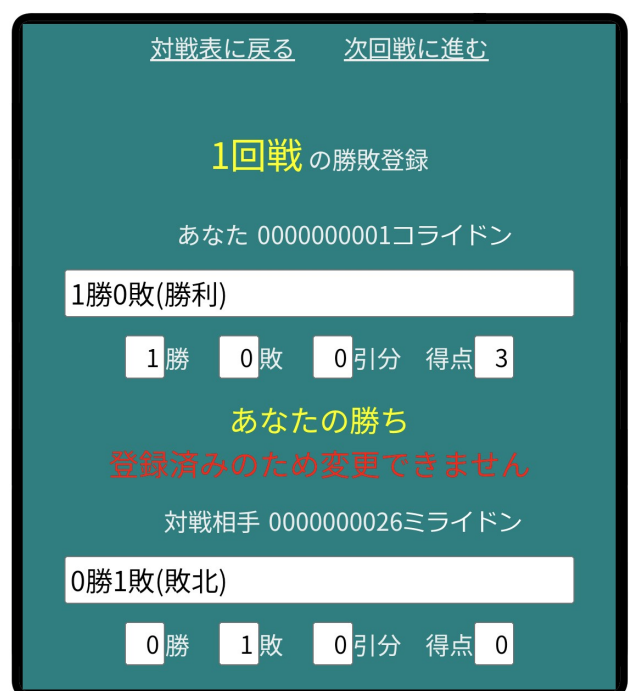 対戦表に戻る 次回戦に進む
1回戦の勝敗登録
あなた 0000000001コライドン
1勝0敗(勝利)
1勝 0敗 0引分 得点 3
あなたの勝ち
登録済みのため変更できません
対戦相手 0000000026ミライドン
0勝1敗(敗北)
0勝 1敗 0引分 得点 0